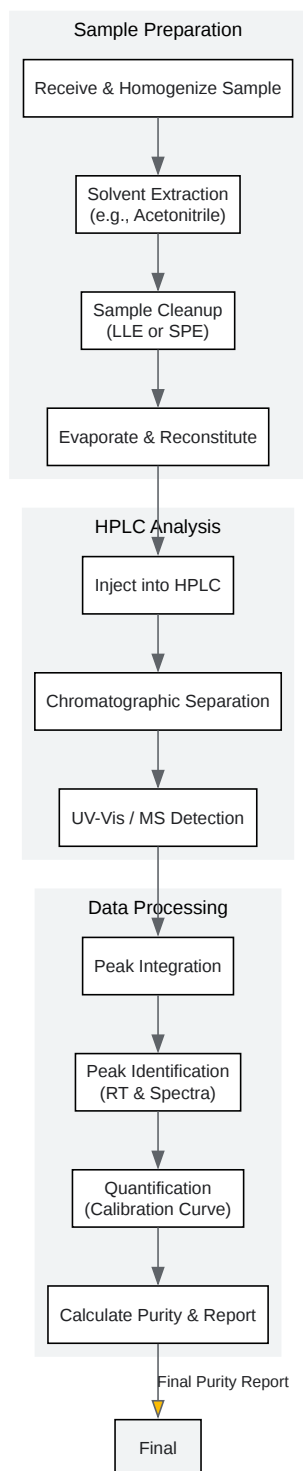 Sample Preparation
Receive & Homogenize Sample
Solvent Extraction
(e.g., Acetonitrile)
Sample Cleanup
(LLE or SPE)
Evaporate & Reconstitute
HPLC Analysis
Inject into HPLC
Chromatographic Separation
UV-Vis / MS Detection
Data Processing
Peak Integration
Peak Identification
(RT & Spectra)
Quantification
(Calibration Curve)
Calculate Purity & Report
Final Purity Report
Final